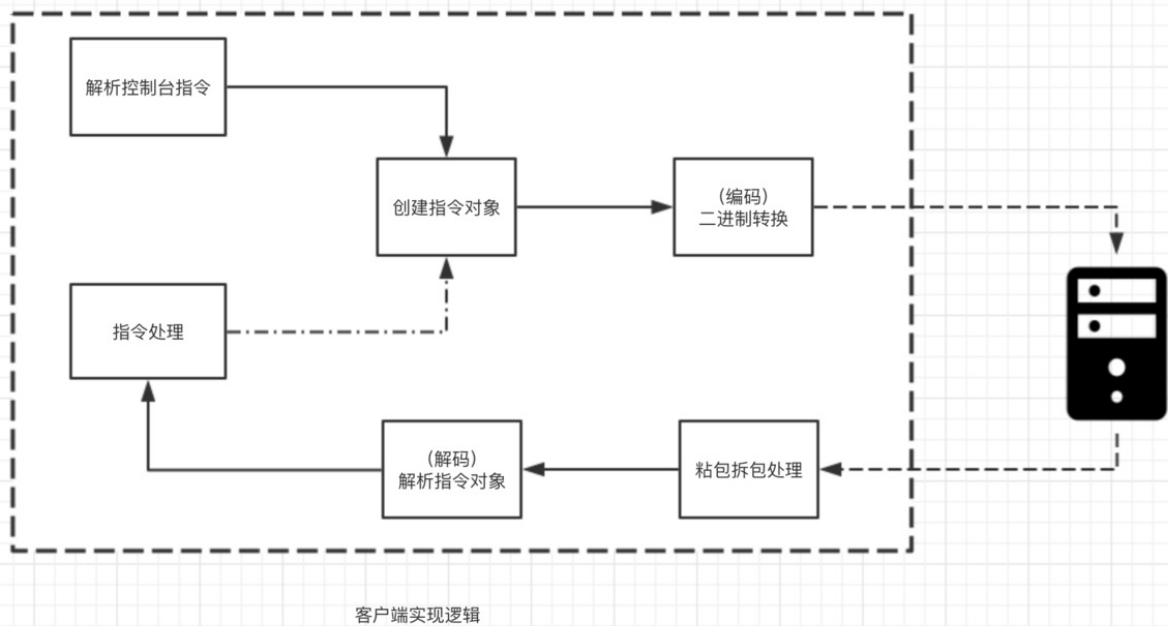 解析控制台指令
创建指令对象
（编码）
二进制转换
指令处理
（解码）
解析指令对象
粘包拆包处理
客户端实现逻辑